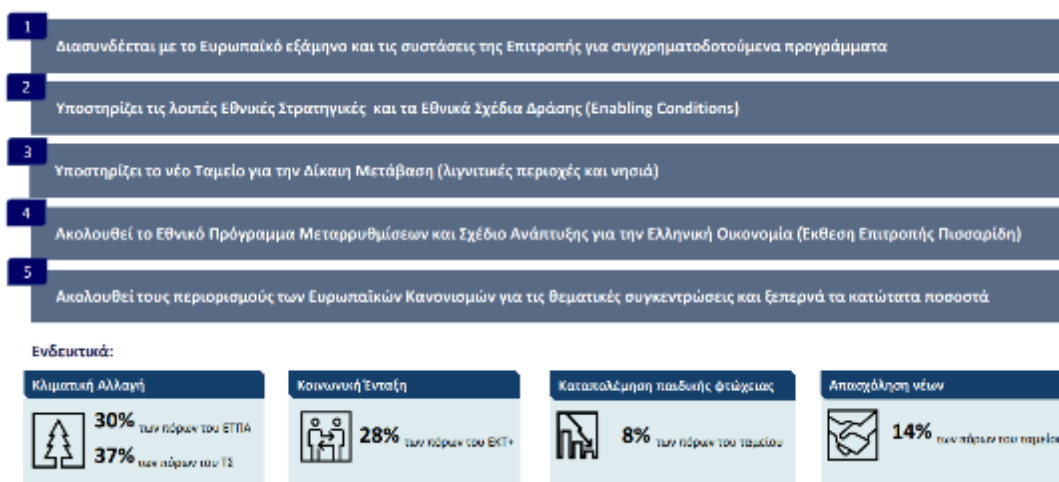 1
Διασυνδέεται με το Ευρωπαϊκό εξάμηνο και τις συστάσεις της Επιτροπής για συγχρηματοδοτούμενα προγράμματα
2
Υποστηρίζει τις λοιπές Εθνικές Στρατηγικές και τα Εθνικά Σχέδια Δράσης (Enabling Conditions)
3
Υποστηρίζει το νέο Ταμείο για την Δίκαιη Μετάβαση (λιγνιτικές περιοχές και νησιά)
4
Ακολουθεί το Εθνικό Πρόγραμμα Μεταρρυθμίσεων και Σχέδιο Ανάπτυξης για την Ελληνική Οικονομία (Έκθεση Επιτροπής Πισσαρίδη)
5
Ακολουθεί τους περιορισμούς των Ευρωπαϊκών Κανονισμών για τις θεματικές συγκεντρώσεις και ξεπερνά τα κατώτατα ποσοστά
Ενδεικτικά:
Κλιματική Αλλαγή
30% των πόρων του ΕΤΠΑ
37% των πόρων του ΤΣ
Κοινωνική Ένταξη
28% των πόρων του ΕΚΤ+
Καταπολέμηση παιδικής φτώχειας
8% των πόρων του ταμείου
Απασχόληση νέων
14% των πόρων του ταμείου